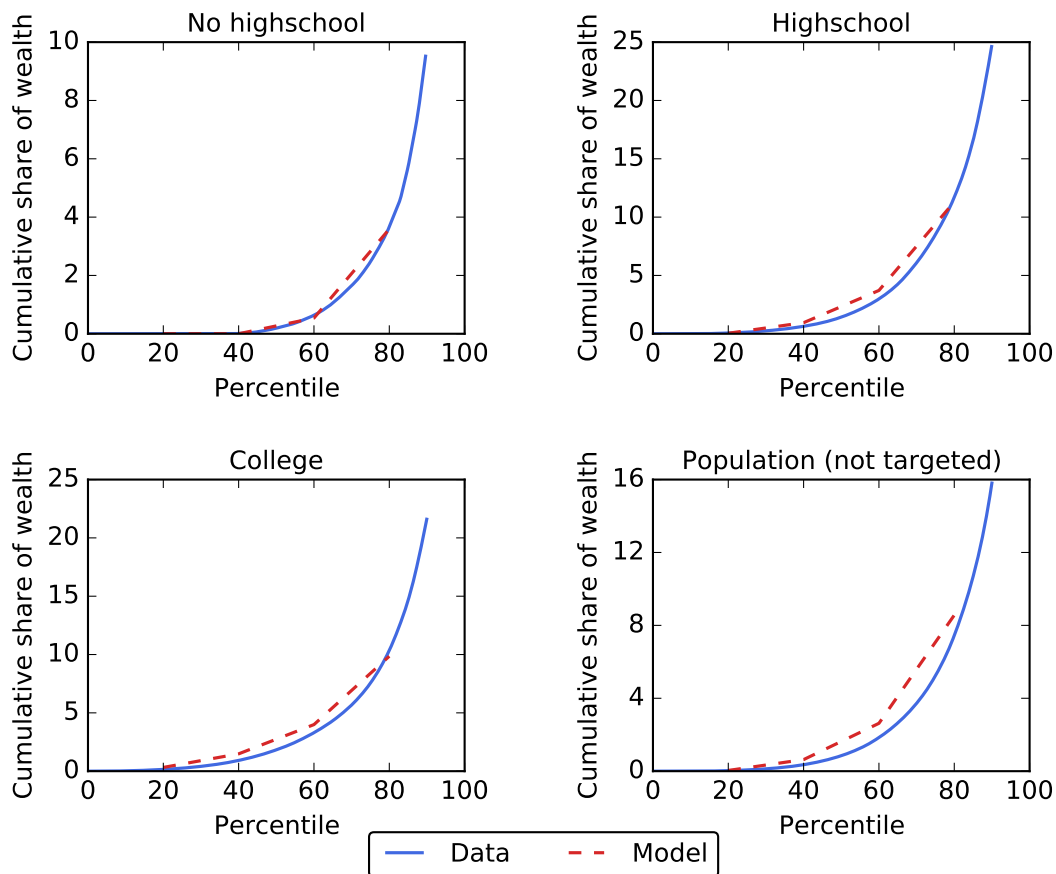 No highschool
Cumulative share of wealth
10
8
6
4
2
0
0 20 40 60 80 100
Percentile
Highschool
Cumulative share of wealth
25
20
15
10
5
0
0 20 40 60 80 100
Percentile
College
Cumulative share of wealth
25
20
15
10
5
0
0 20 40 60 80 100
Percentile
Population (not targeted)
Cumulative share of wealth
16
12
8
4
0
0 20 40 60 80 100
Percentile
Data Model